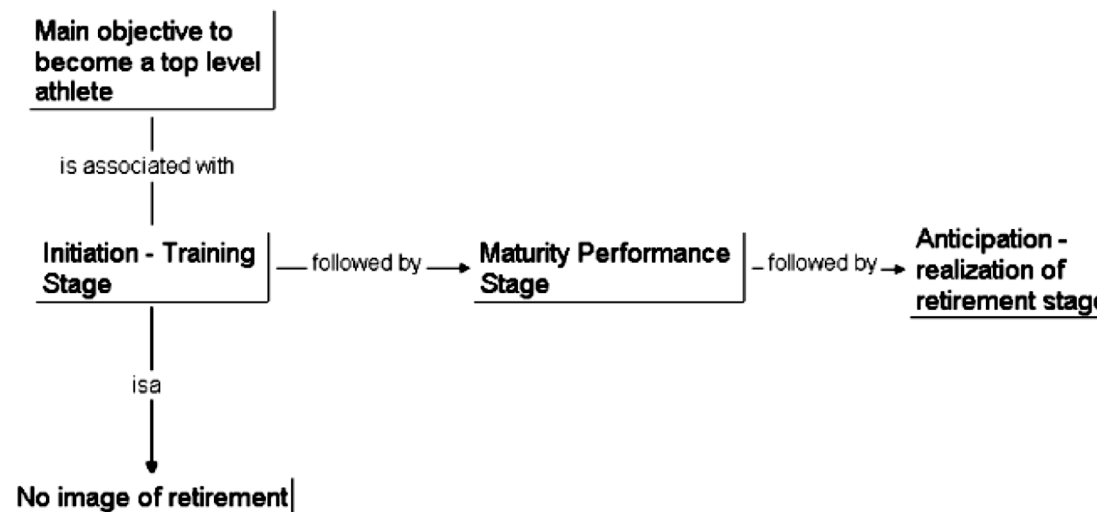 Main objective to
become a top level
athlete
is associated with
Initiation - Training
Stage
followed by
Maturity Performance
Stage
followed by
Anticipation -
realization of
retirement stage
isa
No image of retirement